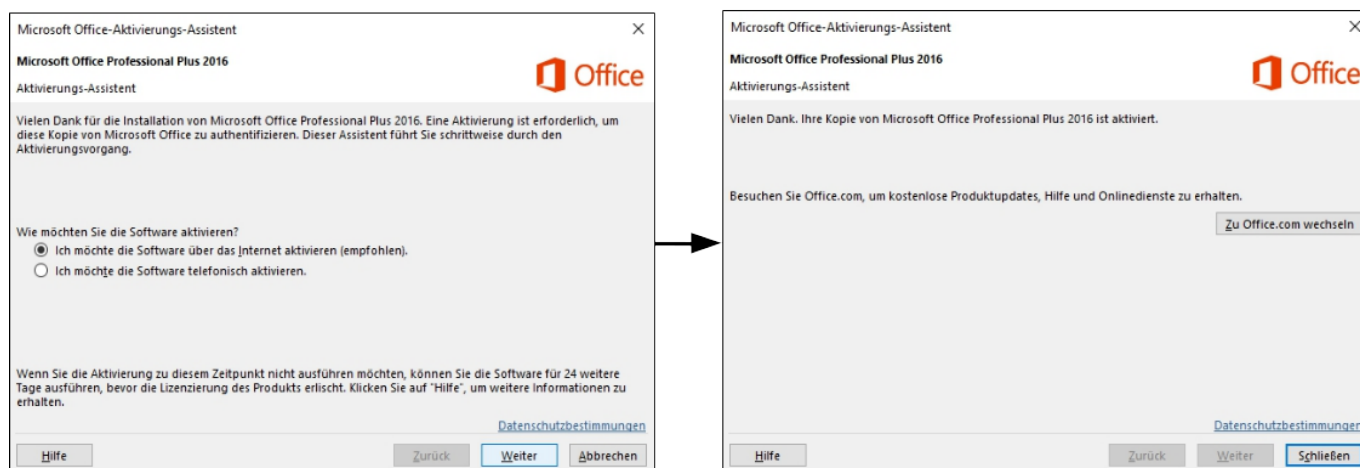 Microsoft Office-Aktivierungs-Assistent
Microsoft Office Professional Plus 2016
Office
Aktivierungs-Assistent
Vielen Dank für die Installation von Microsoft Office Professional Plus 2016. Eine Aktivierung ist erforderlich, um
diese Kopie von Microsoft Office zu authentifizieren. Dieser Assistent führt Sie schrittweise durch den
Aktivierungsvorgang.
Wie möchten Sie die Software aktivieren?
Ich möchte die Software über das Internet aktivieren (empfohlen).
Ich möchte die Software telefonisch aktivieren.
Wenn Sie die Aktivierung zu diesem Zeitpunkt nicht ausführen möchten, können Sie die Software für 24 weitere
Tage ausführen, bevor die Lizenzierung des Produkts erlischt. Klicken Sie auf "Hilfe", um weitere Informationen zu
erhalten.
Datenschutzbestimmungen
Hilfe
Zurück
Weiter
Abbrechen
Microsoft Office-Aktivierungs-Assistent
Microsoft Office Professional Plus 2016
Office
Aktivierungs-Assistent
Vielen Dank. Ihre Kopie von Microsoft Office Professional Plus 2016 ist aktiviert.
Besuchen Sie Office.com, um kostenlose Produktupdates, Hilfe und Onlinedienste zu erhalten.
Zu Office.com wechseln
Datenschutzbestimmungen
Hilfe
Zurück
Weiter
Schließen